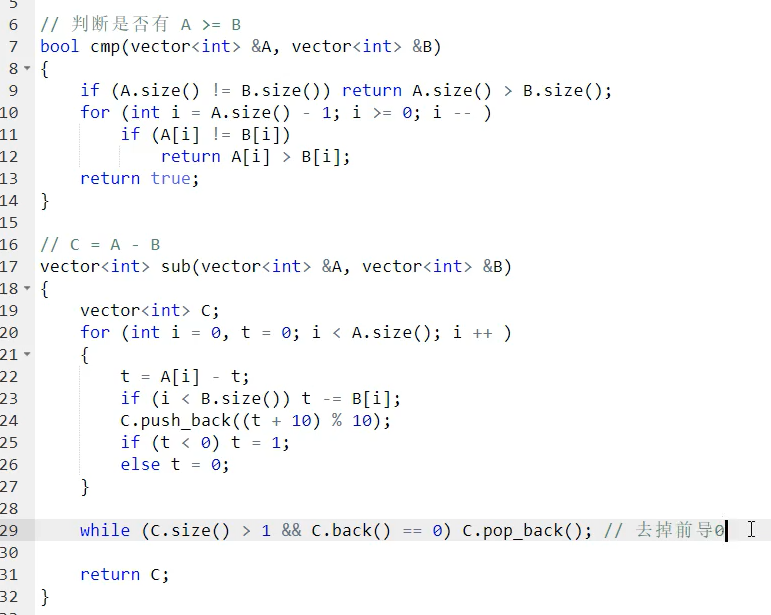 5
6 // 判断是否有 A >= B
7 bool cmp(vector<int> &A, vector<int> &B)
8 {
9     if (A.size() != B.size()) return A.size() > B.size();
10     for (int i = A.size() - 1; i >= 0; i -- )
11         if (A[i] != B[i])
12             return A[i] > B[i];
13     return true;
14 }
15
16 // C = A - B
17 vector<int> sub(vector<int> &A, vector<int> &B)
18 {
19     vector<int> C;
20     for (int i = 0, t = 0; i < A.size(); i ++ )
21     {
22         t = A[i] - t;
23         if (i < B.size()) t -= B[i];
24         C.push_back((t + 10) % 10);
25         if (t < 0) t = 1;
26         else t = 0;
27     }
28
29     while (C.size() > 1 && C.back() == 0) C.pop_back(); // 去掉前导0
30
31     return C;
32 }